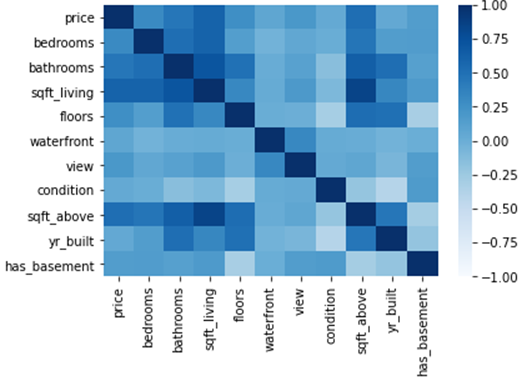 price
bedrooms
bathrooms
sqft_living
floors
waterfront
view
condition
sqft_above
yr_built
has_basement
price
bedrooms
bathrooms
sqft_living
floors
waterfront
view
condition
sqft_above
yr_built
has_basement
1.00
0.75
0.50
0.25
0.00
−0.25
−0.50
−0.75
−1.00